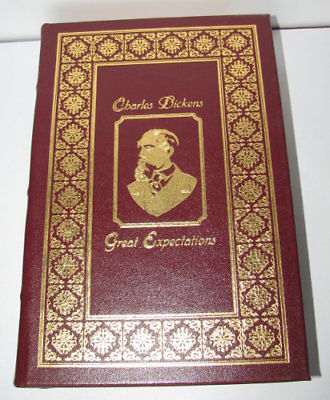 Charles Dickens
Great Expectations